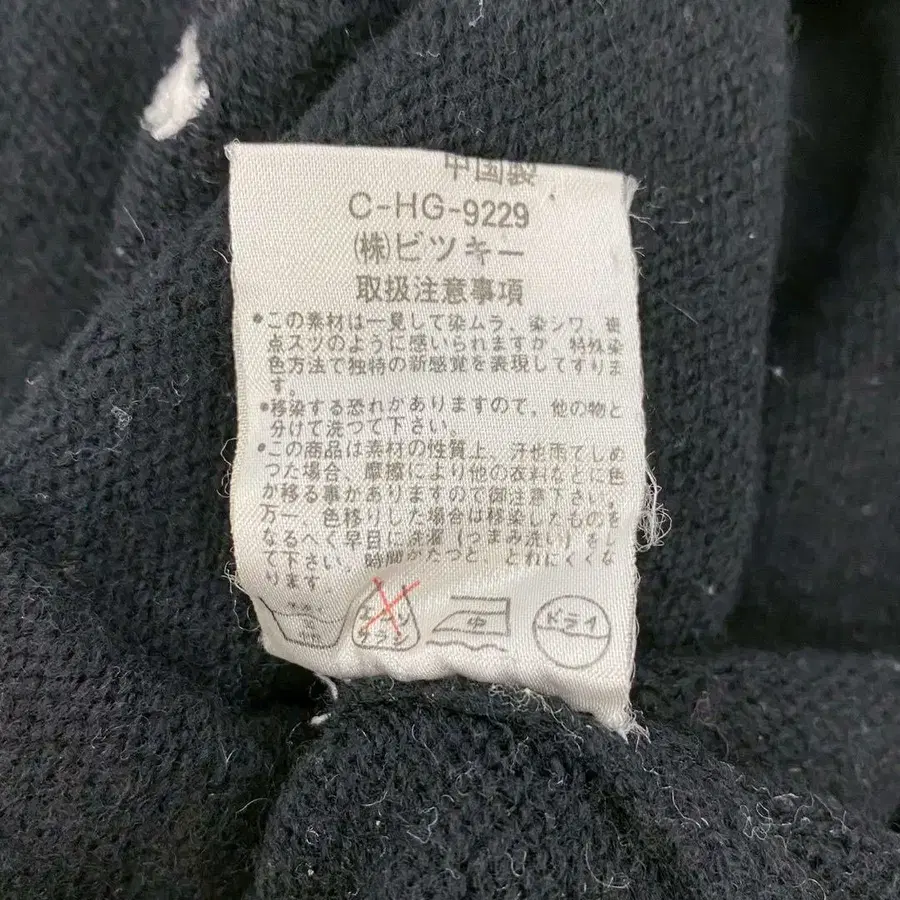 中国製
C-HG-9229
(株)ビツキー
取扱注意事項
•この素材は一見して染ムラ、染シワ、斑
点スツのように感いられますが、特殊染
色方法で独特の新感覚を表現してすりま
す。
•移染する恐れがありますので、他の物と
分けて洗つて下さい。
•この商品は素材の性質上、汗也雨てしめ
つた場合、摩擦により他の衣料をとに色
が移る事がありますので御注意下さい。
万一、色移りした場合は移染したものを
なるべく早目に洗濯(つまみ洗い)をし
て下さい、時間がたつと、とれにくくな
ります
中
ドライ